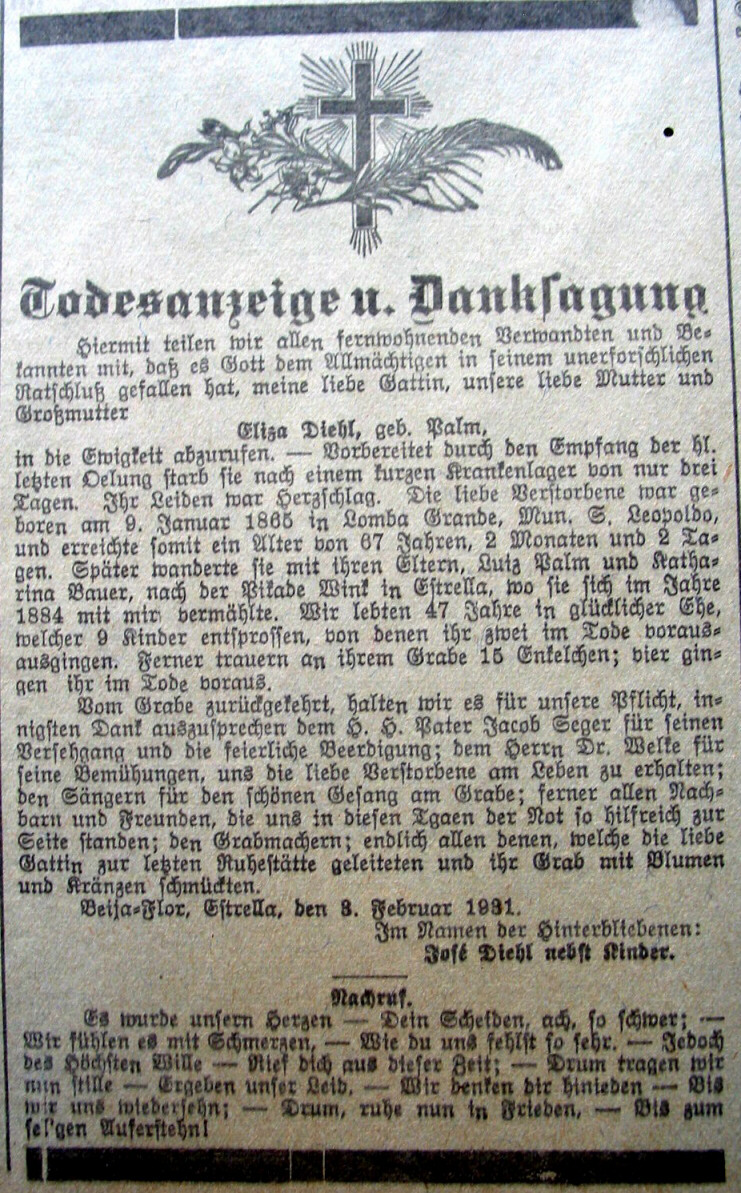 Todesanzeige u. Danksagung
Hiermit teilen wir allen fernwohnenden Verwandten und Be-
kannten mit, daß es Gott dem Allmächtigen in seinem unerforschlichen
Ratschluß gefallen hat, meine liebe Gattin, unsere liebe Mutter und
Großmutter
Eliza Diehl, geb. Palm,
in die Ewigkeit abzurufen. — Vorbereitet durch den Empfang der hl.
letzten Oelung starb sie nach einem kurzen Krankenlager von nur drei
Tagen. Ihr Leiden war Herzschlag. Die liebe Verstorbene war ge-
boren am 9. Januar 1865 in Lomba Grande, Mun. S. Leopoldo,
und erreichte somit ein Alter von 67 Jahren, 2 Monaten und 2 Ta-
gen. Später wanderte sie mit ihren Eltern, Luiz Palm und Katha-
rina Bauer, nach der Pikade Wink in Estrella, wo sie sich im Jahre
1884 mit mir vermählte. Wir lebten 47 Jahre in glücklicher Ehe,
welcher 9 Kinder entsprossen, von denen ihr zwei im Tode voraus-
ausgingen. Ferner trauern an ihrem Grabe 15 Enkelchen; vier gin-
gen ihr im Tode voraus.
Vom Grabe zurückgekehrt, halten wir es für unsere Pflicht, in-
nigsten Dank auszusprechen dem H. H. Pater Jacob Seger für seinen
Versehgang und die feierliche Beerdigung; dem Herrn Dr. Welke für
seine Bemühungen, uns die liebe Verstorbene am Leben zu erhalten;
den Sängern für den schönen Gesang am Grabe; ferner allen Nach-
barn und Freunden, die uns in diesen Tgaen der Not so hilfreich zur
Seite standen; den Grabmachern; endlich allen denen, welche die liebe
Gattin zur letzten Ruhestätte geleiteten und ihr Grab mit Blumen
und Kränzen schmückten.
Beija-Flor, Estrella, den 3. Februar 1931.
Im Namen der Hinterbliebenen:
José Diehl nebst Kinder.
Nachruf.
Es wurde unsern Herzen — Dein Scheiden, ach, so schwer; —
Wir fühlen es mit Schmerzen, — Wie du uns fehlst so sehr. — Jedoch
des Höchsten Wille — Rief dich aus dieser Zeit; — Drum tragen wir
nun stille — Ergeben unser Leid. — Wir denken dir hinieden — Bis
wir uns wiedersehn; — Drum, ruhe nun in Frieden, — Bis zum
sel'gen Auferstehn!